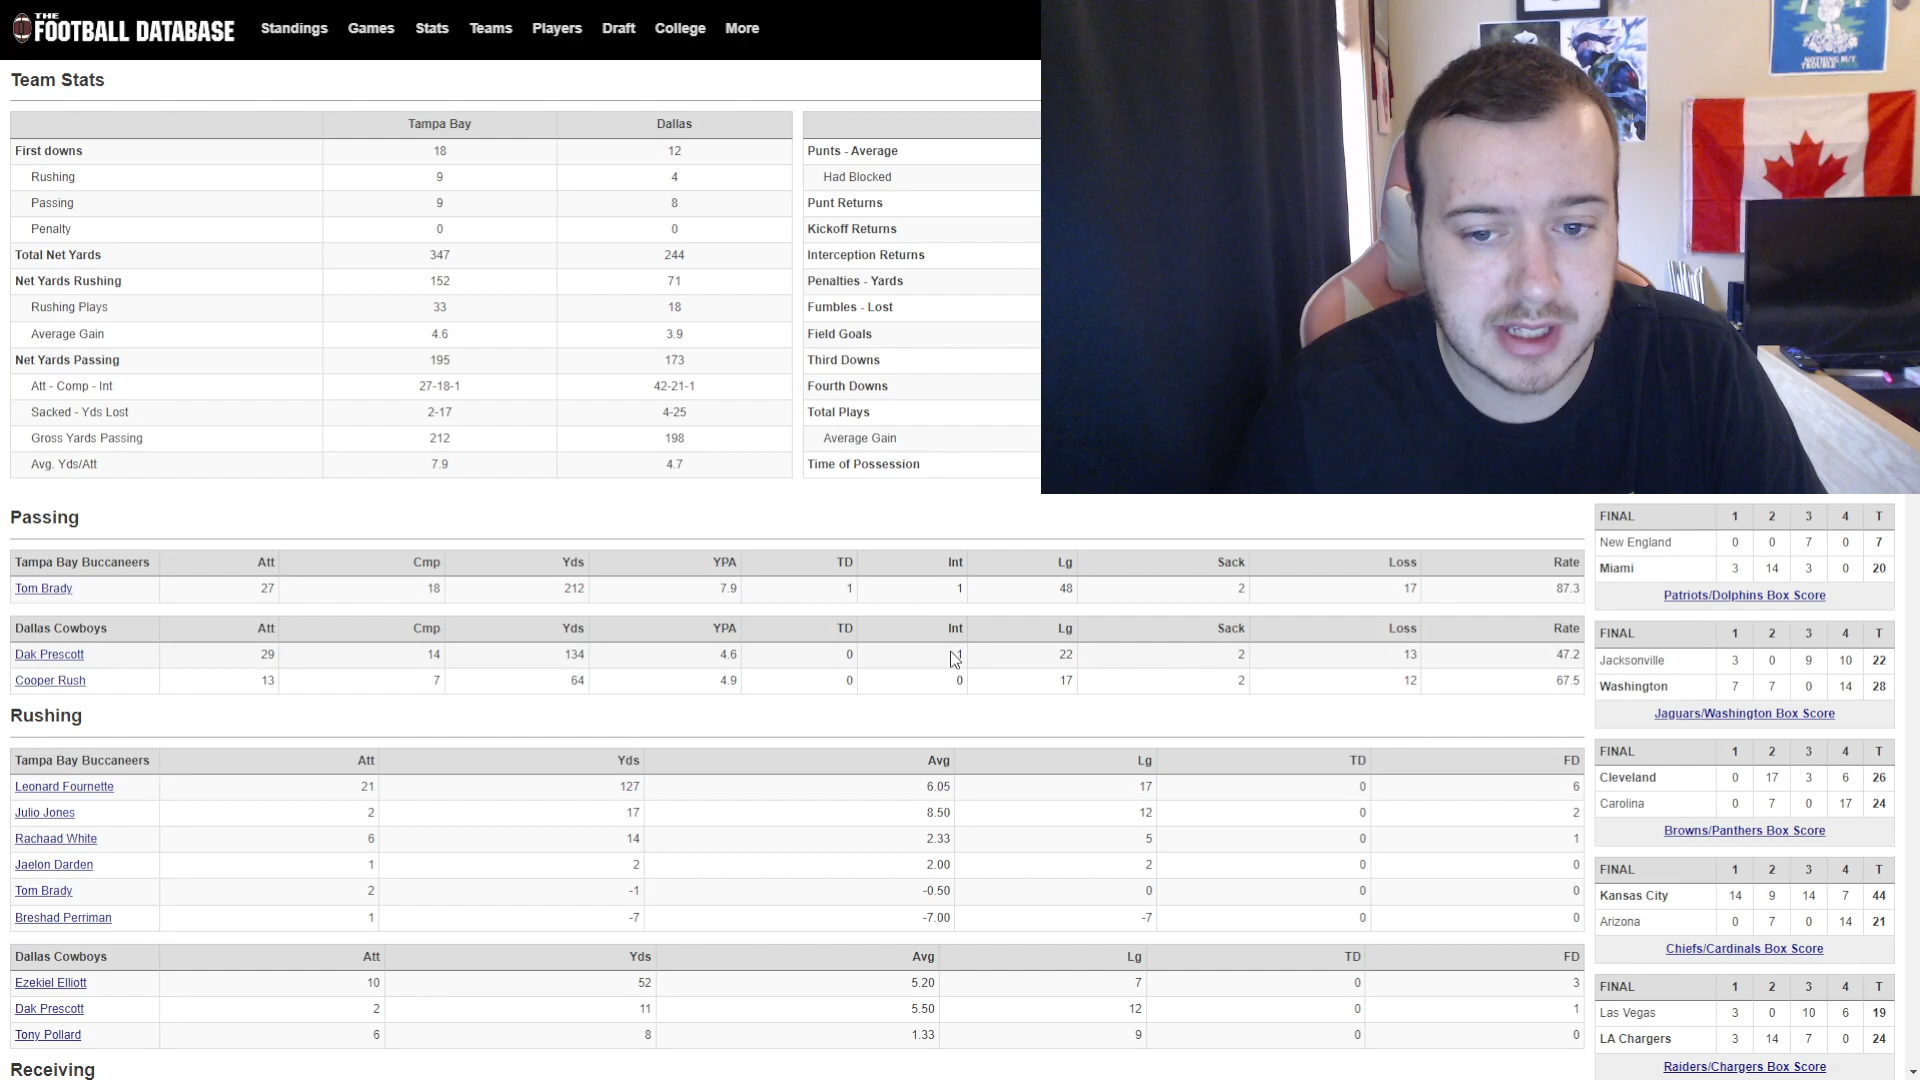 THE FOOTBALL DATABASE Standings Games Stats Teams Players Draft College More
Team Stats
Tampa Bay Dallas
First downs 18 12
Rushing 9 4
Passing 9 8
Penalty 0 0
Total Net Yards 347 244
Net Yards Rushing 152 71
Rushing Plays 33 18
Average Gain 4.6 3.9
Net Yards Passing 195 173
Att - Comp - Int 27-18-1 42-21-1
Sacked - Yds Lost 2-17 4-25
Gross Yards Passing 212 198
Avg. Yds/Att 7.9 4.7
Punts - Average
Had Blocked
Punt Returns
Kickoff Returns
Interception Returns
Penalties - Yards
Fumbles - Lost
Field Goals
Third Downs
Fourth Downs
Total Plays
Average Gain
Time of Possession
NOTHING BUT
TROUBLE
Passing
Tampa Bay Buccaneers Att Cmp Yds YPA TD Int Lg Sack Loss Rate
Tom Brady 27 18 212 7.9 1 1 48 2 17 87.3
Dallas Cowboys Att Cmp Yds YPA TD Int Lg Sack Loss Rate
Dak Prescott 29 14 134 4.6 0 1 22 2 13 47.2
Cooper Rush 13 7 64 4.9 0 0 17 2 12 67.5
Rushing
Tampa Bay Buccaneers Att Yds Avg Lg TD FD
Leonard Fournette 21 127 6.05 17 0 6
Julio Jones 2 17 8.50 12 0 2
Rachaad White 6 14 2.33 5 0 1
Jaelon Darden 1 2 2.00 2 0 0
Tom Brady 2 -1 -0.50 0 0 0
Breshad Perriman 1 -7 -7.00 -7 0 0
Dallas Cowboys Att Yds Avg Lg TD FD
Ezekiel Elliott 10 52 5.20 7 0 3
Dak Prescott 2 11 5.50 12 0 1
Tony Pollard 6 8 1.33 9 0 0
Receiving
FINAL 1 2 3 4 T
New England 0 0 7 0 7
Miami 3 14 3 0 20
Patriots/Dolphins Box Score
FINAL 1 2 3 4 T
Jacksonville 3 0 9 10 22
Washington 7 7 0 14 28
Jaguars/Washington Box Score
FINAL 1 2 3 4 T
Cleveland 0 17 3 6 26
Carolina 0 7 0 17 24
Browns/Panthers Box Score
FINAL 1 2 3 4 T
Kansas City 14 9 14 7 44
Arizona 0 7 0 14 21
Chiefs/Cardinals Box Score
FINAL 1 2 3 4 T
Las Vegas 3 0 10 6 19
LA Chargers 3 14 7 0 24
Raiders/Chargers Box Score